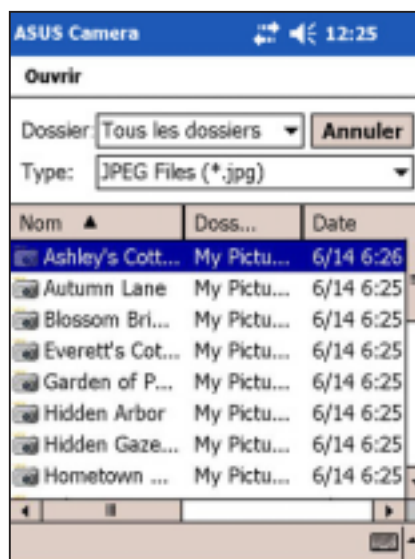 ASUS Camera 12:25
Ouvrir
Dossier: Tous les dossiers Annuler
Type: JPEG Files (*.jpg)
Nom Doss... Date
Ashley's Cott... My Pictu... 6/14 6:26
Autumn Lane My Pictu... 6/14 6:25
Blossom Bri... My Pictu... 6/14 6:25
Everett's Cot... My Pictu... 6/14 6:25
Garden of P... My Pictu... 6/14 6:25
Hidden Arbor My Pictu... 6/14 6:25
Hidden Gaze... My Pictu... 6/14 6:25
Hometown ... My Pictu... 6/14 6:25